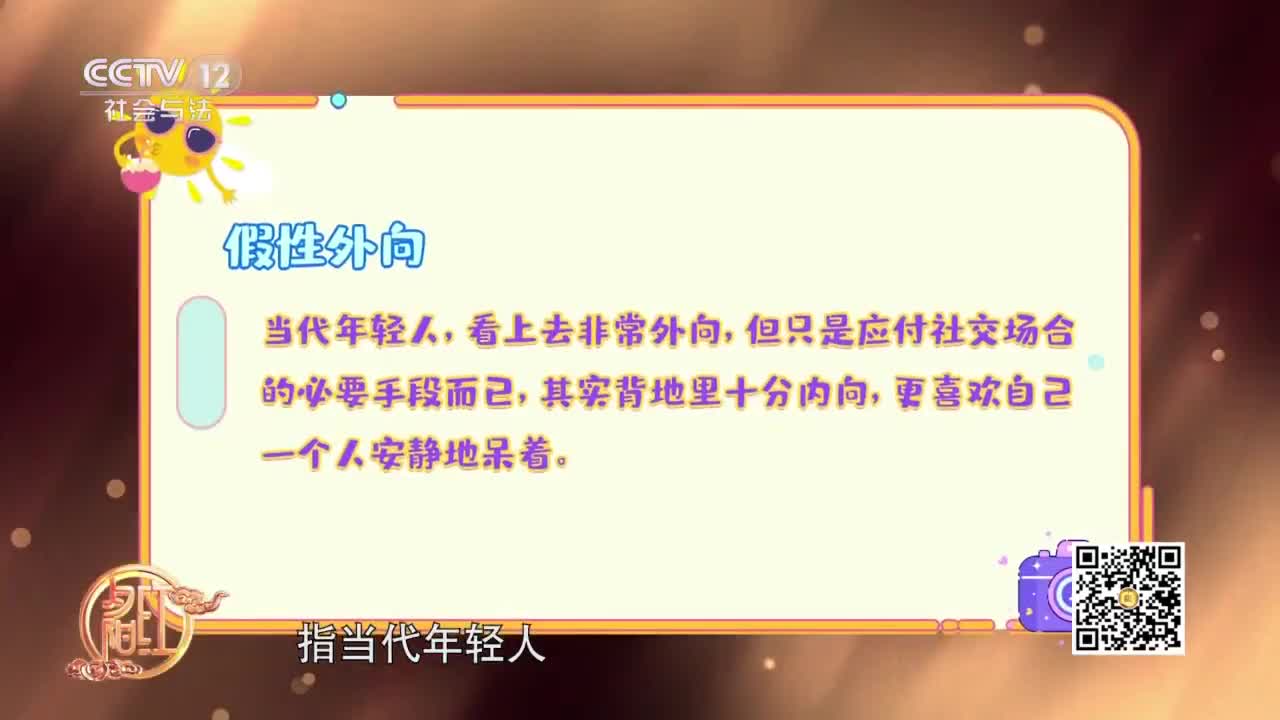 CCTV 12
社会与法
假性外向
当代年轻人,看上去非常外向,但只是应付社交场合
的必要手段而已,其实背地里十分内向,更喜欢自己
一个人安静地呆着。
夕阳红
指当代年轻人